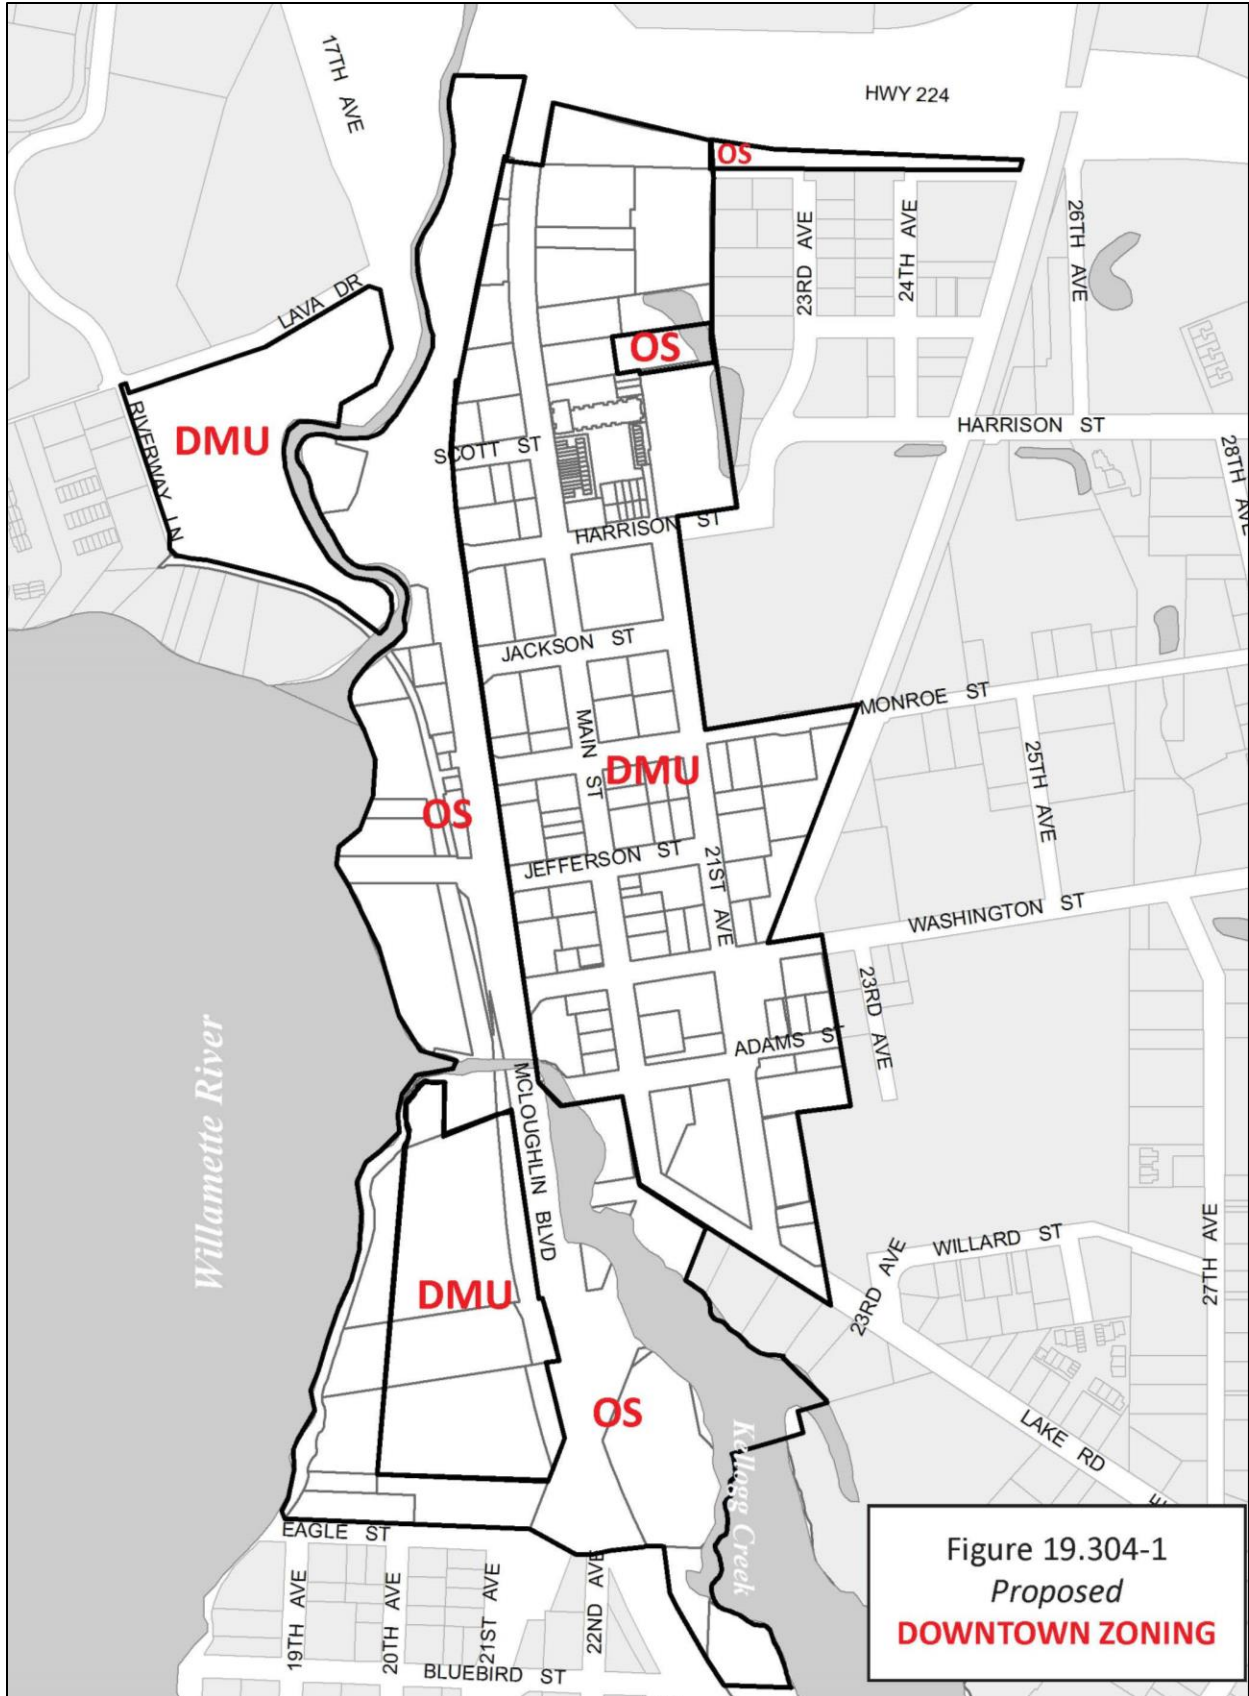 17TH AVE
HWY 224
OS
26TH AVE
23RD AVE
24TH AVE
LAVA DR
OS
RIVERWAY LN
DMU
HARRISON ST
28TH AVE
SCOTT ST
HARRISON ST
JACKSON ST
MONROE ST
MAIN ST
DMU
25TH AVE
OS
JEFFERSON ST
21ST AVE
WASHINGTON ST
23RD AVE
ADAMS ST
Willamette River
MCLOUGHLIN BLVD
27TH AVE
WILLARD ST
23RD AVE
DMU
OS
LAKE RD
Kellogg Creek
EAGLE ST
19TH AVE
20TH AVE
21ST AVE
22ND AVE
BLUEBIRD ST
Figure 19.304-1
Proposed
DOWNTOWN ZONING